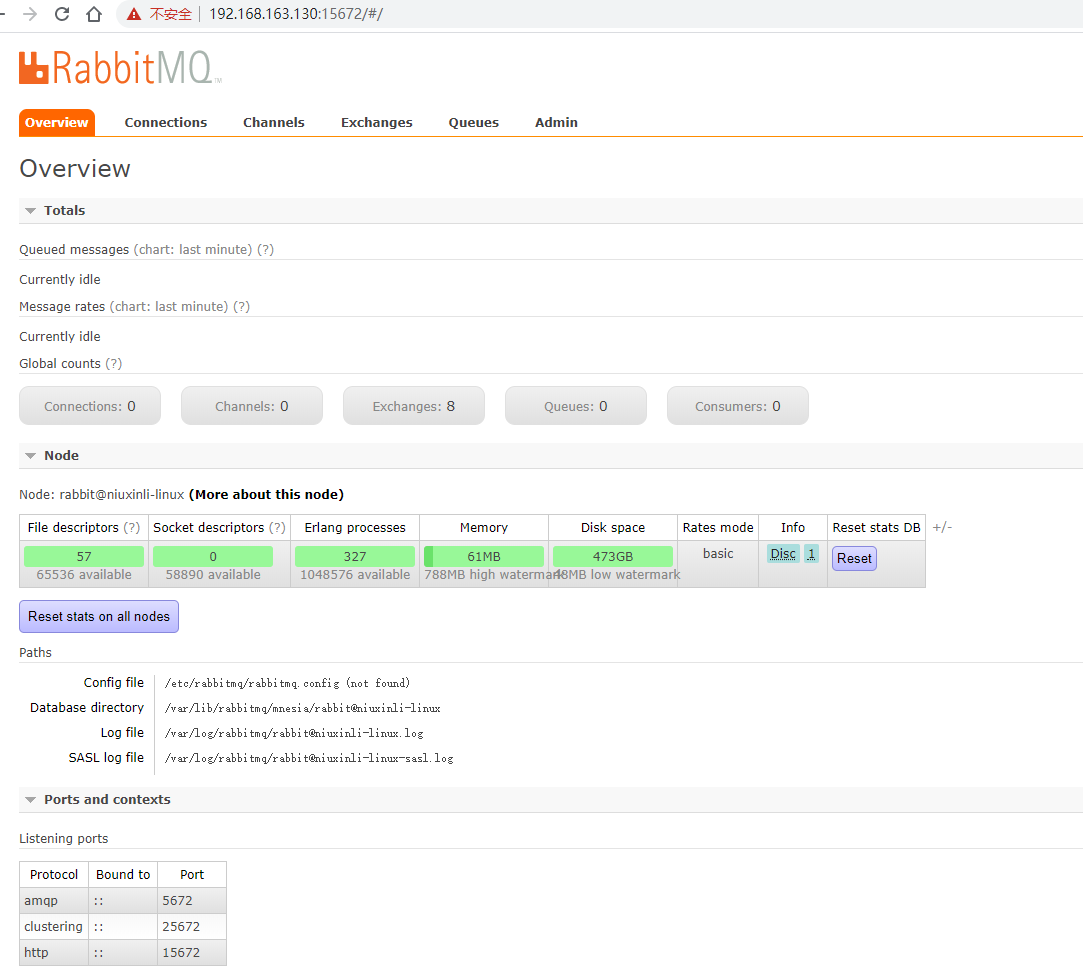 不安全 192.168.163.130:15672/#/
RabbitMQ TM
Overview Connections Channels Exchanges Queues Admin
Overview
Totals
Queued messages (chart: last minute) (?)
Currently idle
Message rates (chart: last minute) (?)
Currently idle
Global counts (?)
Connections: 0 Channels: 0 Exchanges: 8 Queues: 0 Consumers: 0
Node
Node: rabbit@niuxinli-linux (More about this node)
File descriptors (?) Socket descriptors (?) Erlang processes Memory Disk space Rates mode Info Reset stats DB +/-
57 0 327 61MB 473GB basic Disc 1 Reset
65536 available 58890 available 1048576 available 788MB high watermark 48MB low watermark
Reset stats on all nodes
Paths
Config file /etc/rabbitmq/rabbitmq.config (not found)
Database directory /var/lib/rabbitmq/mnesia/rabbit@niuxinli-linux
Log file /var/log/rabbitmq/rabbit@niuxinli-linux.log
SASL log file /var/log/rabbitmq/rabbit@niuxinli-linux-sasl.log
Ports and contexts
Listening ports
Protocol Bound to Port
amqp :: 5672
clustering :: 25672
http :: 15672